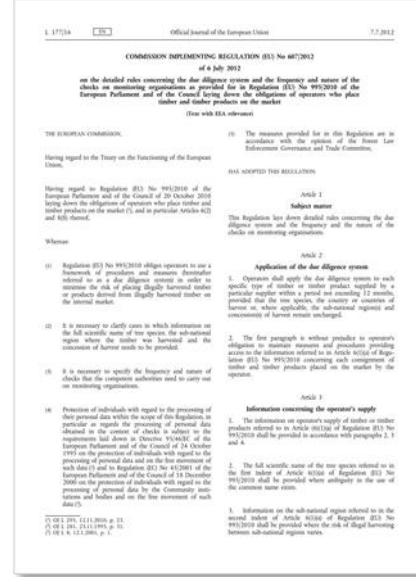 L 177/16
EN
Official Journal of the European Union
7.7.2012
COMMISSION IMPLEMENTING REGULATION (EU) No 607/2012
of 6 July 2012
on the detailed rules concerning the due diligence system and the frequency and nature of the
checks on monitoring organisations as provided for in Regulation (EU) No 995/2010 of the
European Parliament and of the Council laying down the obligations of operators who place
timber and timber products on the market
(Text with EEA relevance)
THE EUROPEAN COMMISSION,
Having regard to the Treaty on the Functioning of the European
Union,
Having regard to Regulation (EU) No 995/2010 of the
European Parliament and of the Council of 20 October 2010
laying down the obligations of operators who place timber and
timber products on the market (¹), and in particular Articles 6(2)
and 8(8) thereof,
Whereas:
(1) Regulation (EU) No 995/2010 obliges operators to use a
framework of procedures and measures (hereinafter
referred to as a due diligence system) in order to
minimise the risk of placing illegally harvested timber
or products derived from illegally harvested timber on
the internal market.
(2) It is necessary to clarify cases in which information on
the full scientific name of tree species, the sub-national
region where the timber was harvested and the
concession of harvest needs to be provided.
(3) It is necessary to specify the frequency and nature of
checks that the competent authorities need to carry out
on monitoring organisations.
(4) Protection of individuals with regard to the processing of
their personal data within the scope of this Regulation, in
particular as regards the processing of personal data
obtained in the context of checks is subject to the
requirements laid down in Directive 95/46/EC of the
European Parliament and of the Council of 24 October
1995 on the protection of individuals with regard to the
processing of personal data and on the free movement of
such data (²) and to Regulation (EC) No 45/2001 of the
European Parliament and of the Council of 18 December
2000 on the protection of individuals with regard to the
processing of personal data by the Community insti-
tutions and bodies and on the free movement of such
data (³).
(¹) OJ L 295, 12.11.2010, p. 23.
(²) OJ L 281, 23.11.1995, p. 31.
(³) OJ L 8, 12.1.2001, p. 1.
(5) The measures provided for in this Regulation are in
accordance with the opinion of the Forest Law
Enforcement Governance and Trade Committee,
HAS ADOPTED THIS REGULATION:
Article 1
Subject matter
This Regulation lays down detailed rules concerning the due
diligence system and the frequency and the nature of the
checks on monitoring organisations.
Article 2
Application of the due diligence system
1. Operators shall apply the due diligence system to each
specific type of timber or timber product supplied by a
particular supplier within a period not exceeding 12 months,
provided that the tree species, the country or countries of
harvest or, where applicable, the sub-national region(s) and
concession(s) of harvest remain unchanged.
2. The first paragraph is without prejudice to operator's
obligation to maintain measures and procedures providing
access to the information referred to in Article 6(1)(a) of Regu-
lation (EU) No 995/2010 concerning each consignment of
timber and timber products placed on the market by the
operator.
Article 3
Information concerning the operator's supply
1. The information on operator's supply of timber or timber
products referred to in Article (6)(1)(a) of Regulation (EU) No
995/2010 shall be provided in accordance with paragraphs 2, 3
and 4.
2. The full scientific name of the tree species referred to in
the first indent of Article 6(1)(a) of Regulation (EU) No
995/2010 shall be provided where ambiguity in the use of
the common name exists.
3. Information on the sub-national region referred to in the
second indent of Article 6(1)(a) of Regulation (EU) No
995/2010 shall be provided where the risk of illegal harvesting
between sub-national regions varies.